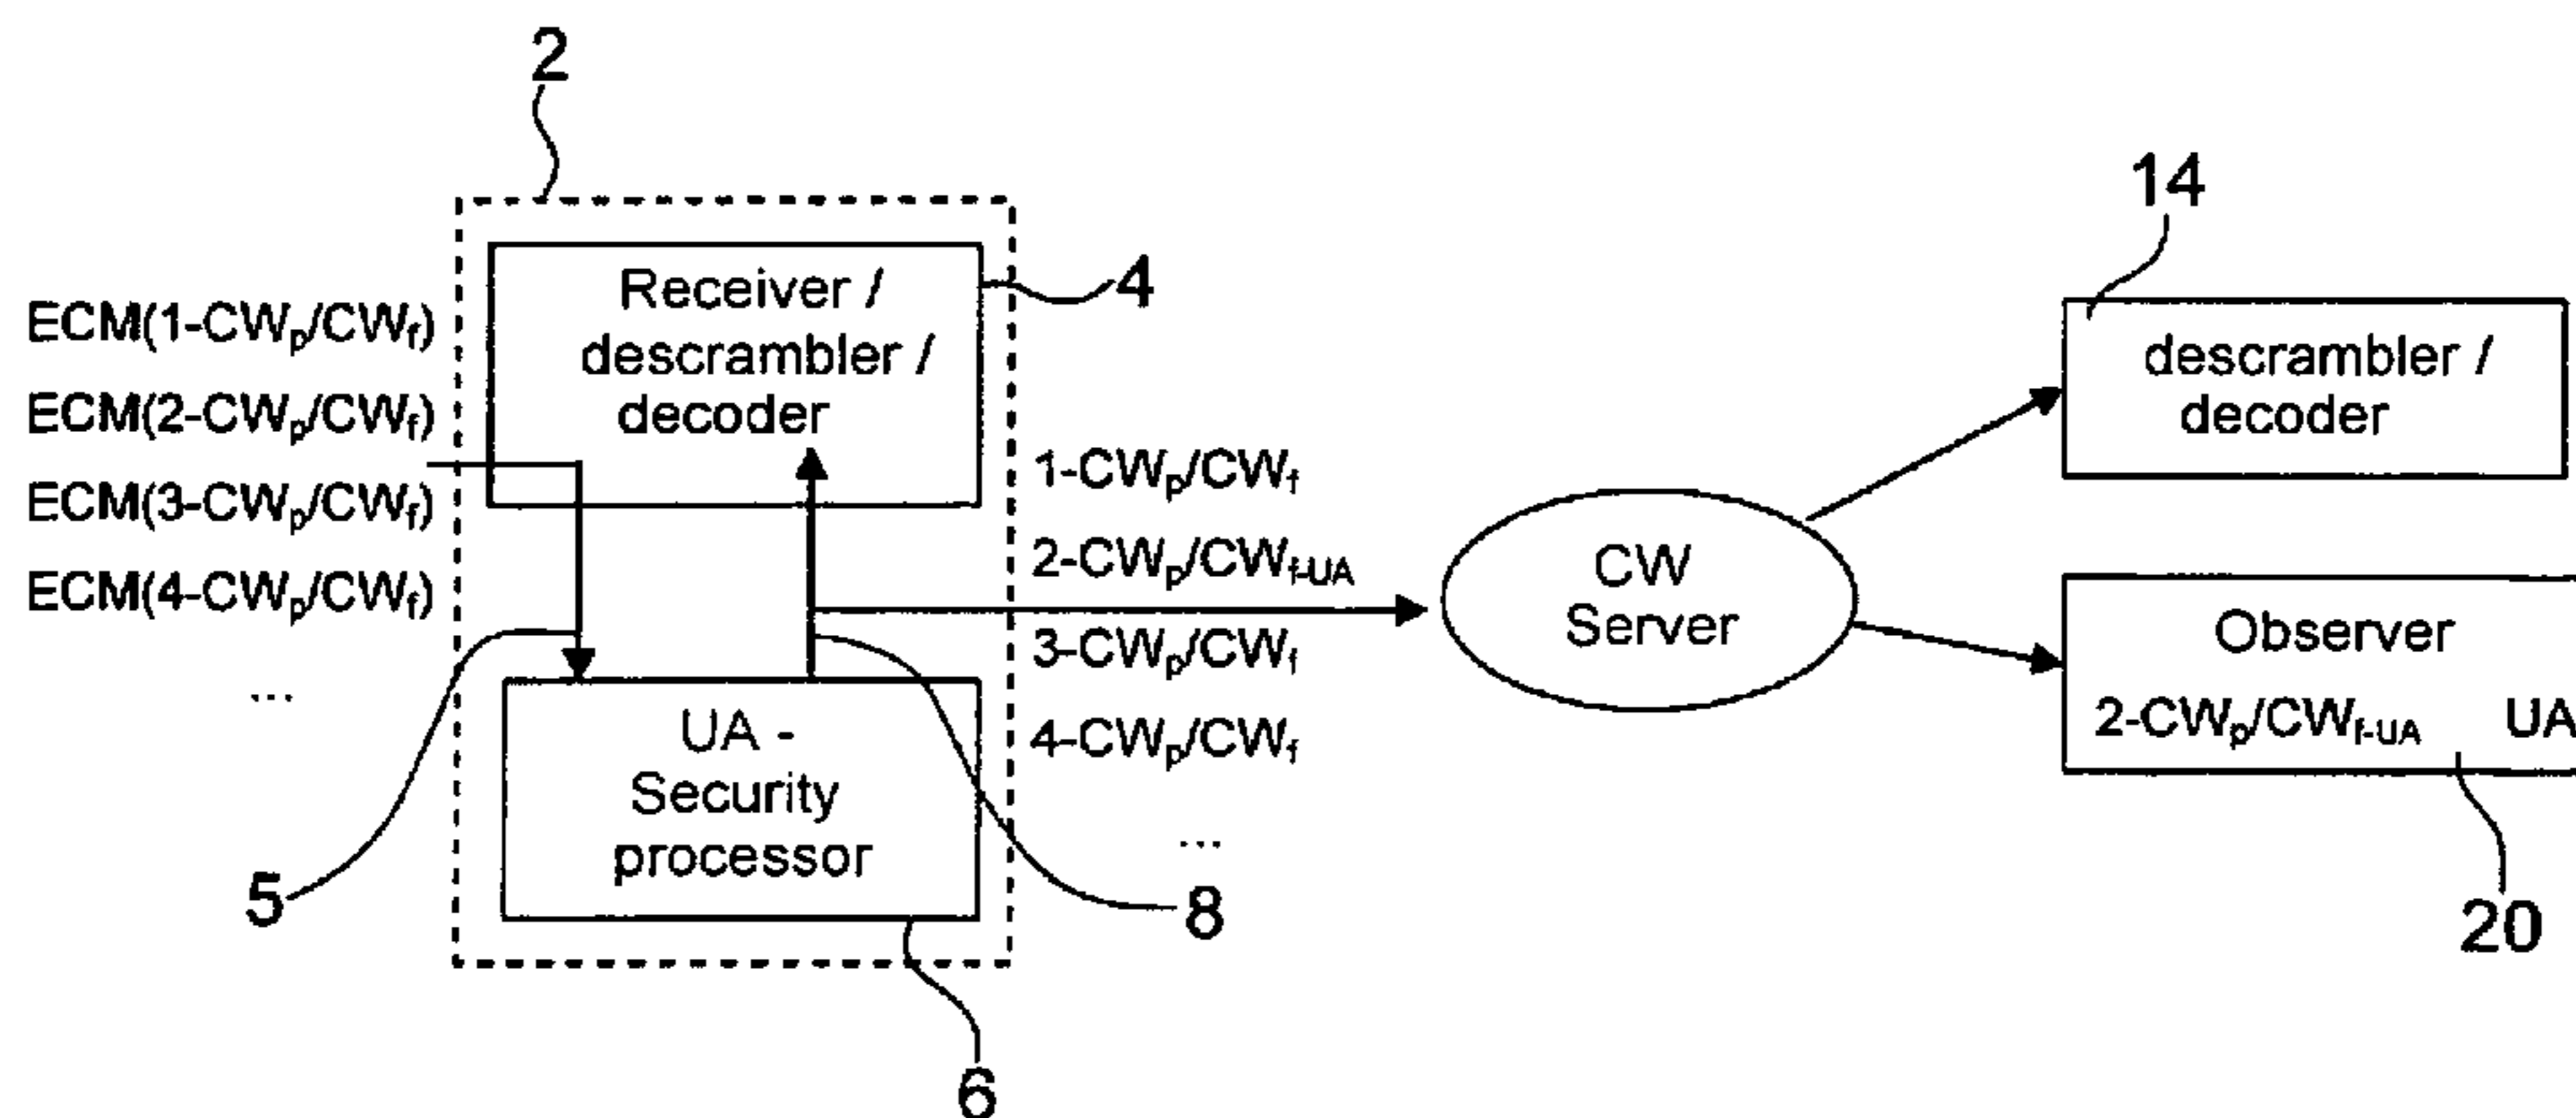 2
Receiver /
descrambler /
decoder
4
ECM(1-CWp/CWf)
ECM(2-CWp/CWf)
ECM(3-CWp/CWf)
ECM(4-CWp/CWf)
...
5
UA -
Security
processor
6
8
1-CWp/CWf
2-CWp/CWf-UA
3-CWp/CWf
4-CWp/CWf
...
CW
Server
14
descrambler /
decoder
Observer
2-CWp/CWf-UA UA
20